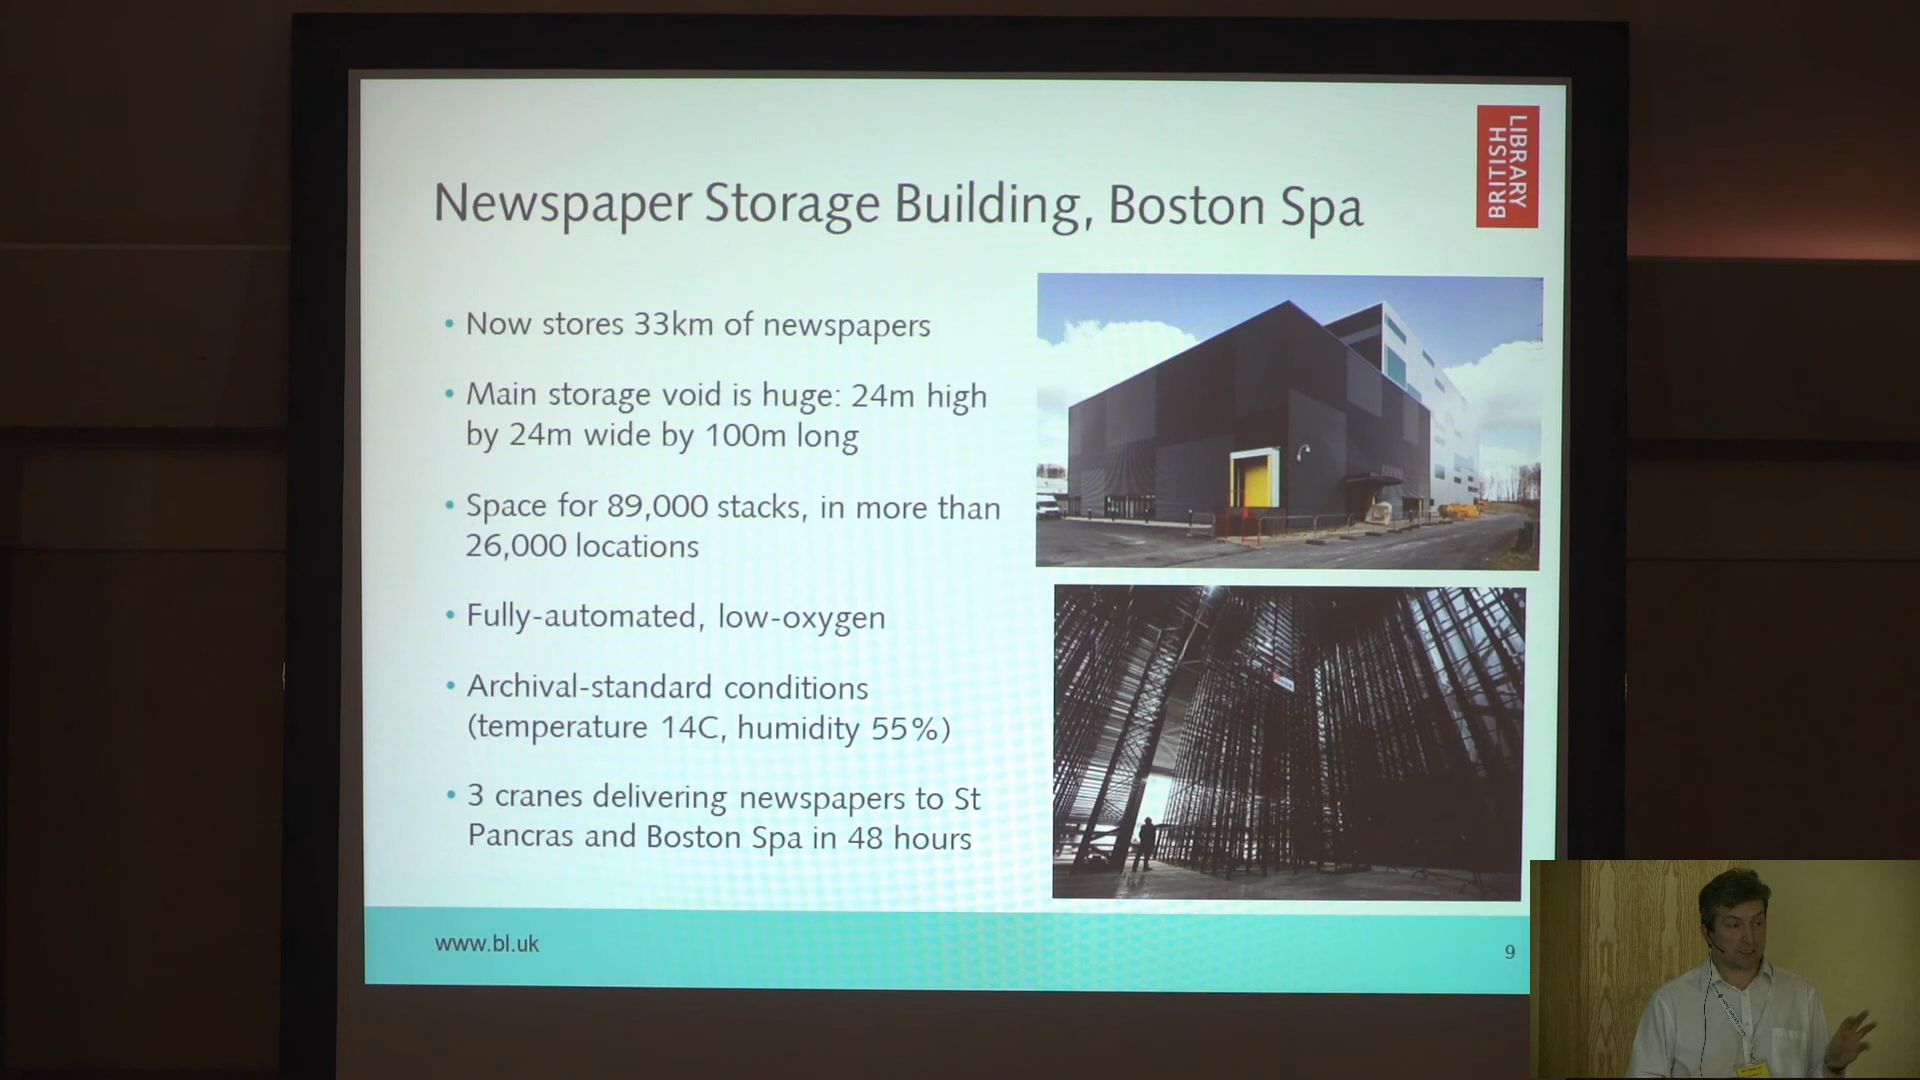 LIBRARY
BRITISH
Newspaper Storage Building, Boston Spa
• Now stores 33km of newspapers
• Main storage void is huge: 24m high
by 24m wide by 100m long
• Space for 89,000 stacks, in more than
26,000 locations
• Fully-automated, low-oxygen
• Archival-standard conditions
(temperature 14C, humidity 55%)
• 3 cranes delivering newspapers to St
Pancras and Boston Spa in 48 hours
www.bl.uk
9